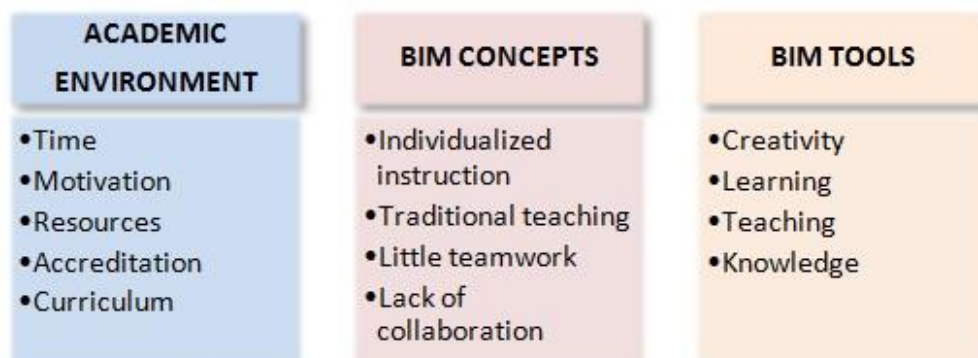 ACADEMIC
ENVIRONMENT
•Time
•Motivation
•Resources
•Accreditation
•Curriculum
BIM CONCEPTS
•Individualized
instruction
•Traditional teaching
•Little teamwork
•Lack of
collaboration
BIM TOOLS
•Creativity
•Learning
•Teaching
•Knowledge